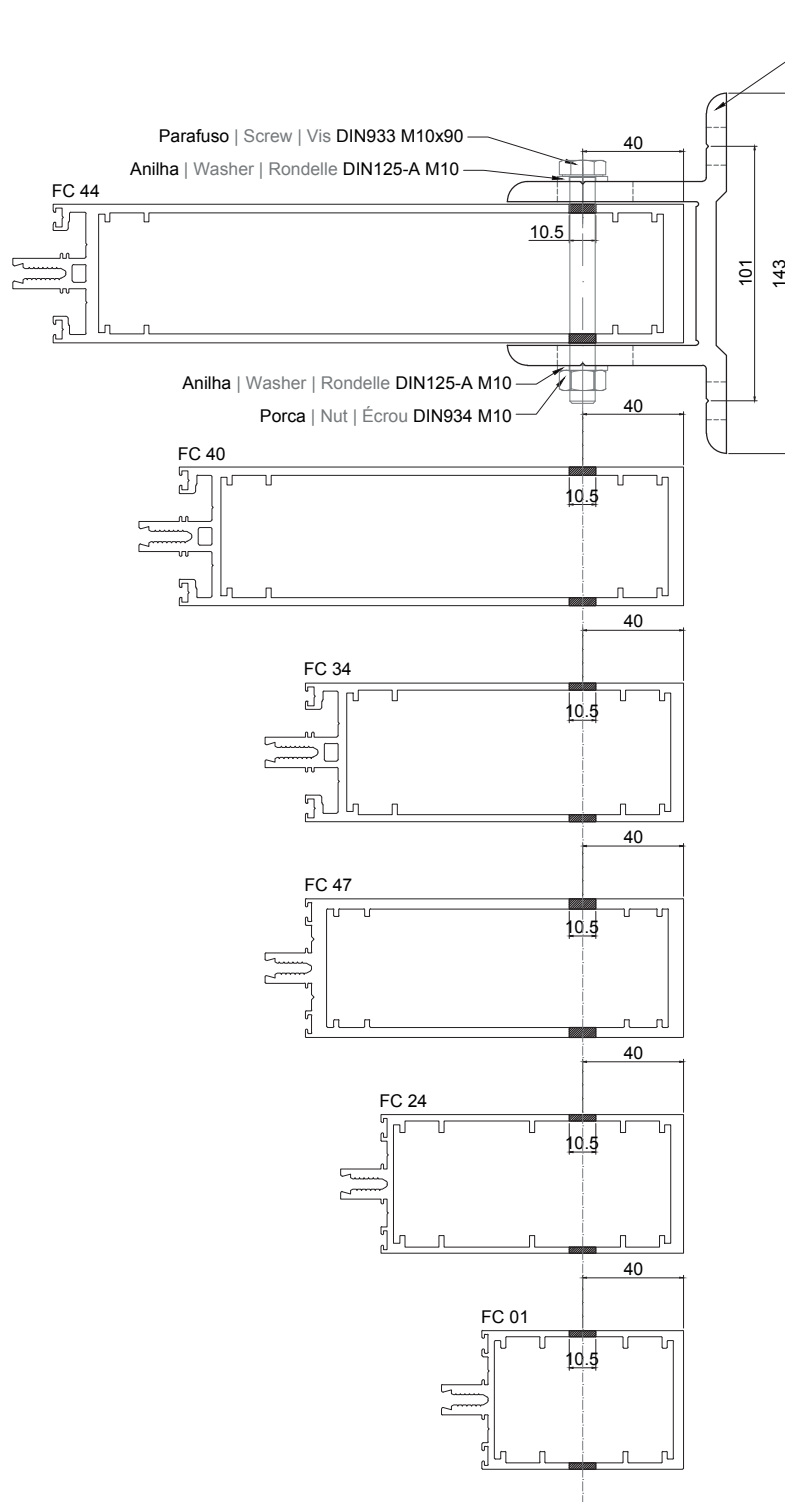 Parafuso | Screw | Vis DIN933 M10x90
40
Anilha | Washer | Rondelle DIN125-A M10
FC 44
10.5
101
143
Anilha | Washer | Rondelle DIN125-A M10
Porca | Nut | Écrou DIN934 M10
40
FC 40
10.5
40
FC 34
10.5
40
FC 47
10.5
40
FC 24
10.5
40
FC 01
10.5